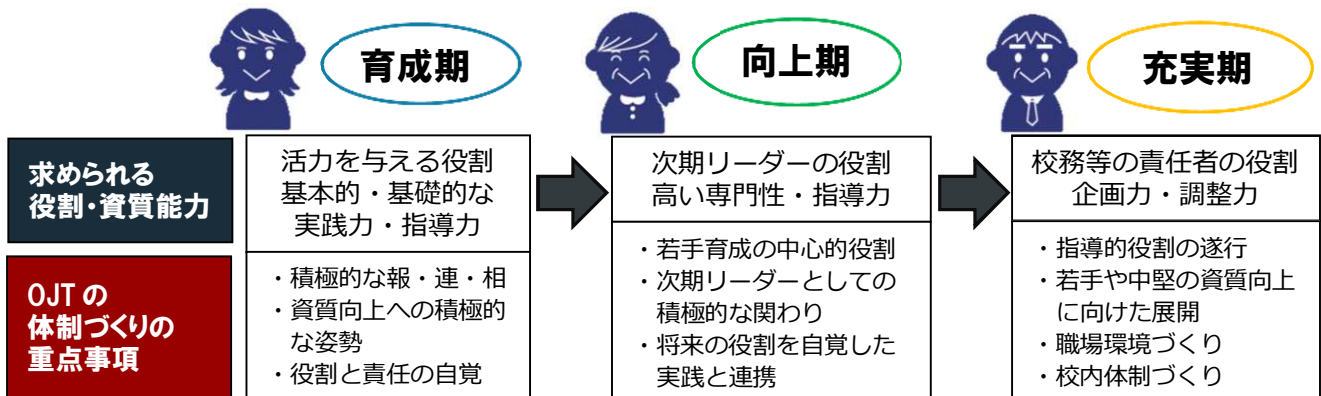 育成期
向上期
充実期
求められる
役割・資質能力
活力を与える役割
基本的・基礎的な
実践力・指導力
次期リーダーの役割
高い専門性・指導力
校務等の責任者の役割
企画力・調整力
OJTの
体制づくりの
重点事項
・積極的な報・連・相
・資質向上への積極的
な姿勢
・役割と責任の自覚
・若手育成の中心的役割
・次期リーダーとしての
積極的な関わり
・将来の役割を自覚した
実践と連携
・指導的役割の遂行
・若手や中堅の資質向上
に向けた展開
・職場環境づくり
・校内体制づくり